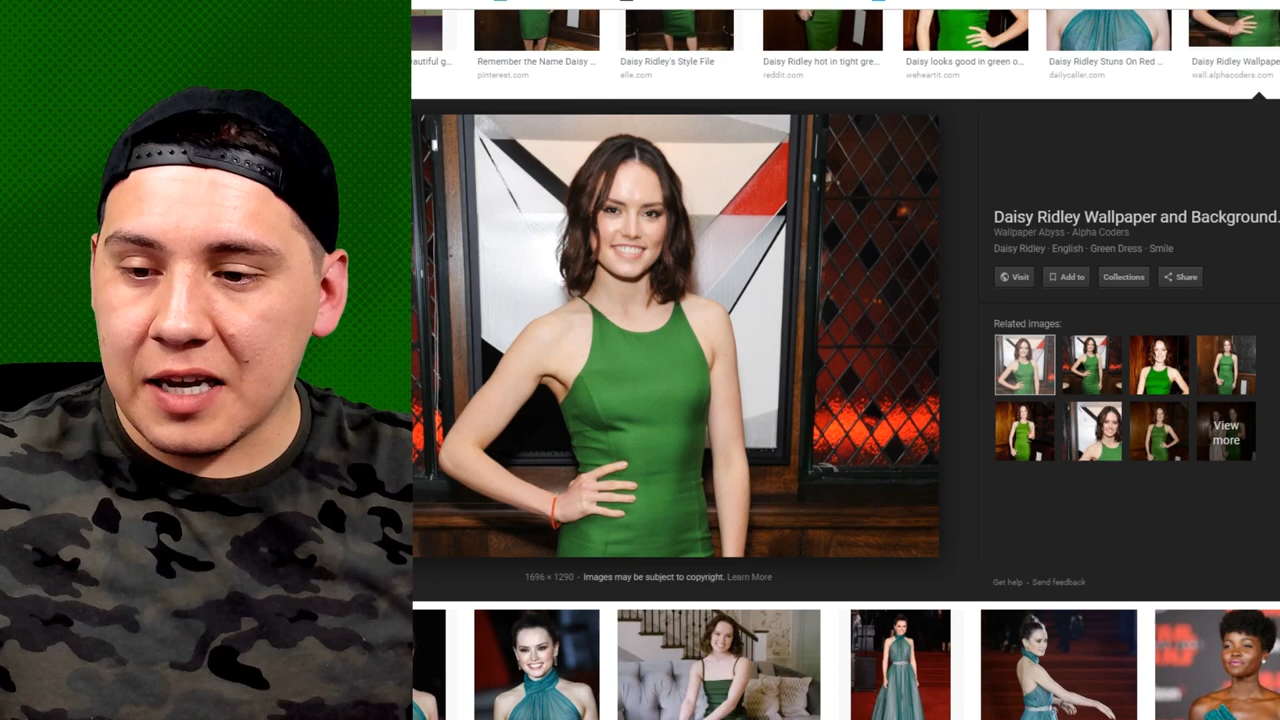 eautiful g...
Remember the Name Daisy ...
pinterest.com
Daisy Ridley's Style File
elle.com
Daisy Ridley hot in tight gre...
reddit.com
Daisy looks good in green o...
weheartit.com
Daisy Ridley Stuns On Red ...
dailycaller.com
Daisy Ridley Wallpape
wall.alphacoders.com
Daisy Ridley Wallpaper and Background
Wallpaper Abyss - Alpha Coders
Daisy Ridley · English · Green Dress · Smile
Visit
Add to
Collections
Share
Related images:
View
more
1696 × 1290 - Images may be subject to copyright. Learn More
Get help - Send feedback